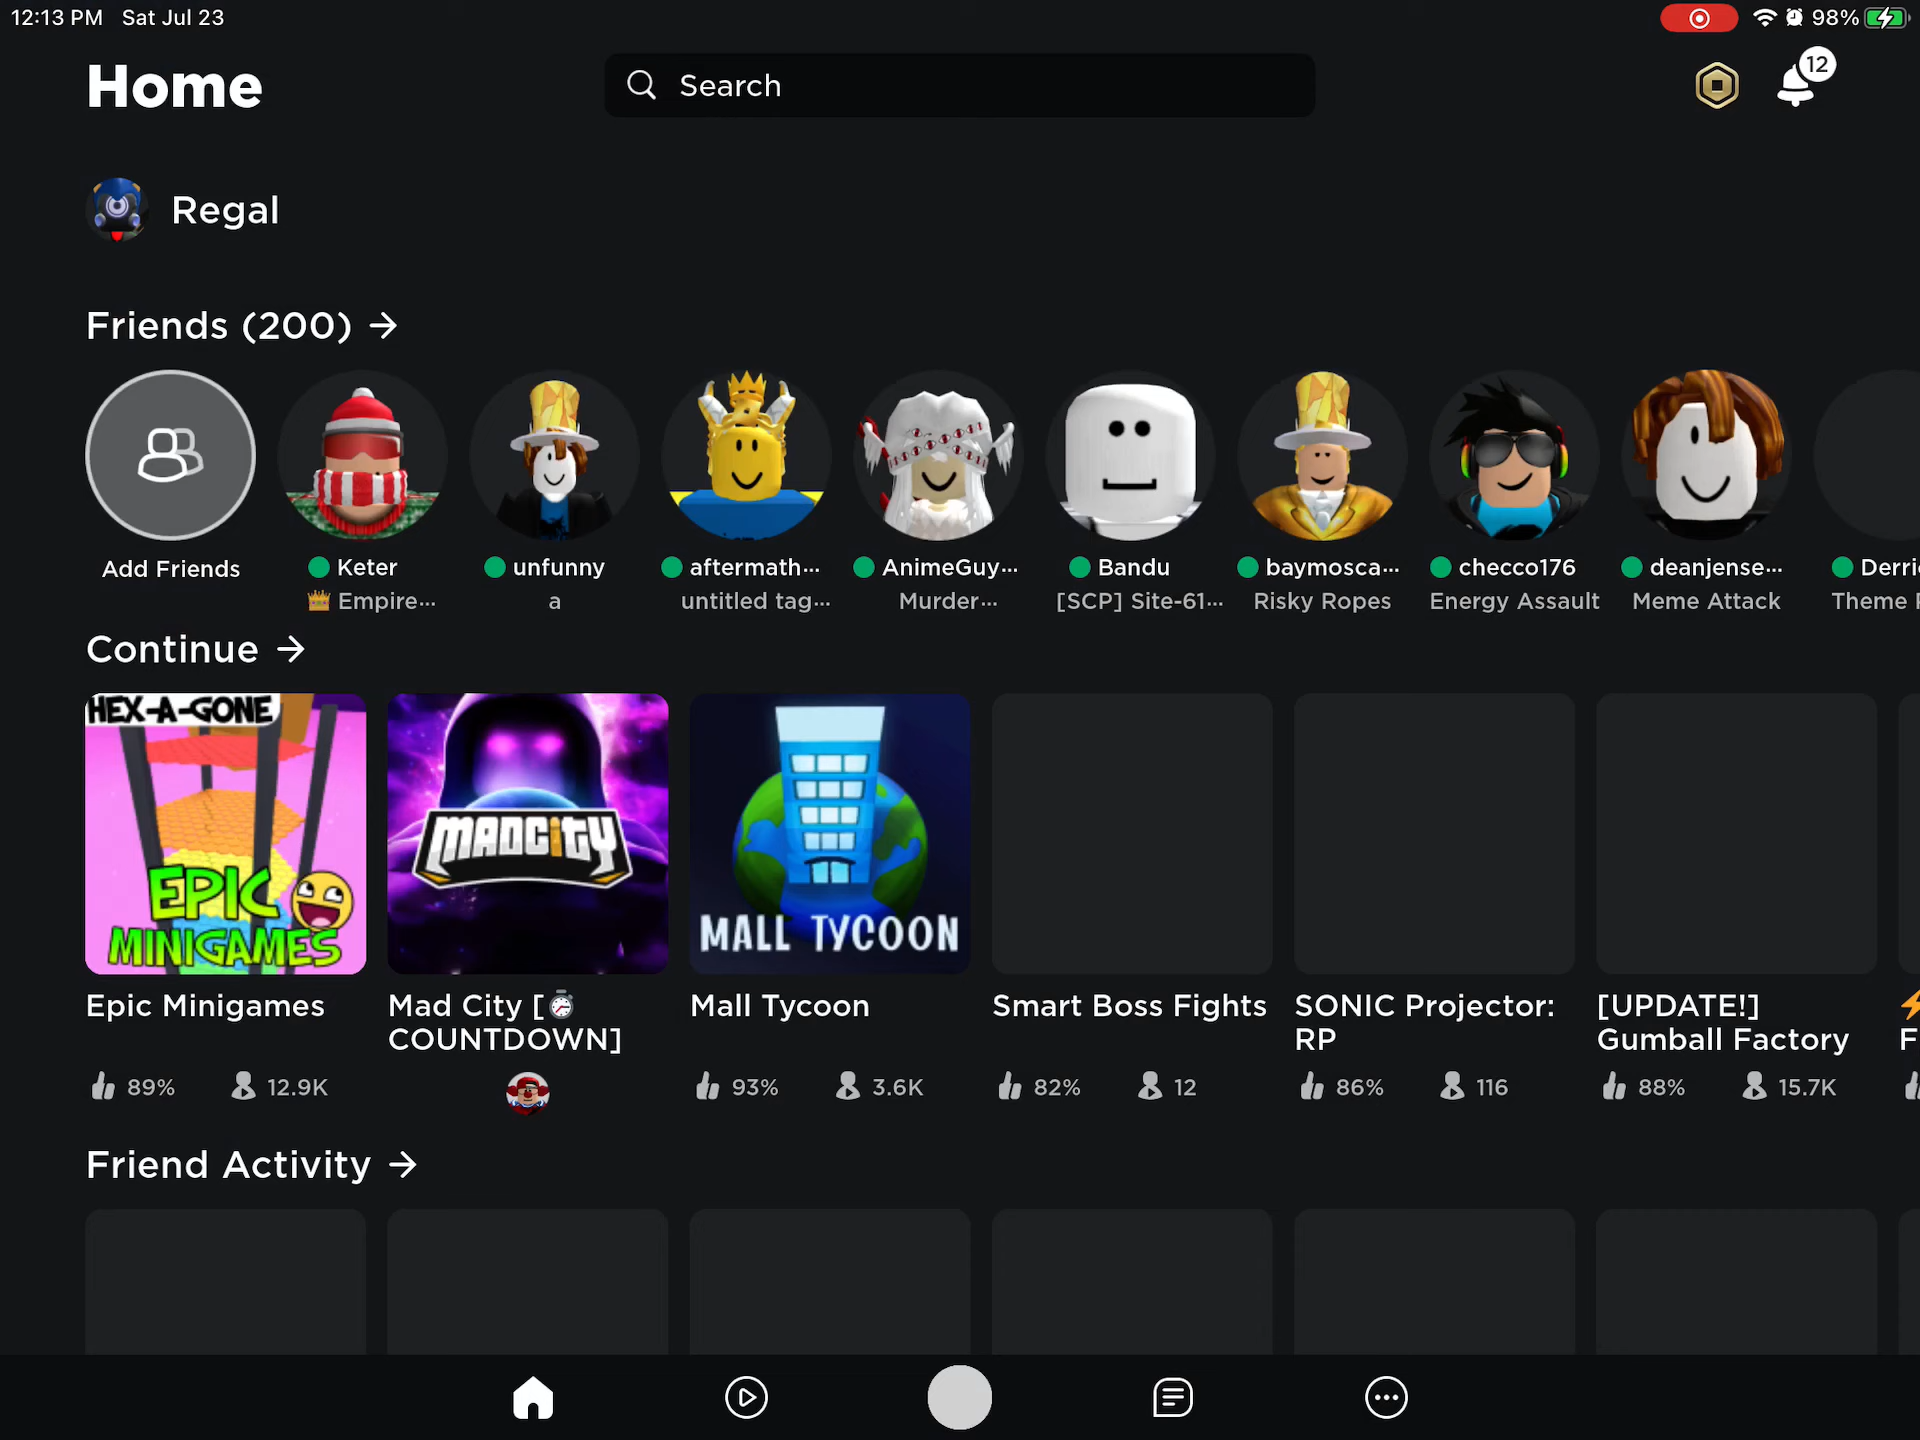 12:13 PM Sat Jul 23
98%
Home
Search
12
Regal
Friends (200) →
Add Friends
Keter
👑 Empire...
unfunny
a
aftermath...
untitled tag...
AnimeGuy...
Murder...
Bandu
[SCP] Site-61...
baymosca...
Risky Ropes
checco176
Energy Assault
deanjense...
Meme Attack
Derri
Theme
Continue →
HEX-A-GONE
EPIC
MINIGAMES
MADCITY
MALL TYCOON
Epic Minigames
89% 12.9K
Mad City [⏱
COUNTDOWN]
Mall Tycoon
93% 3.6K
Smart Boss Fights
82% 12
SONIC Projector:
RP
86% 116
[UPDATE!]
Gumball Factory
88% 15.7K
⚡
F
Friend Activity →